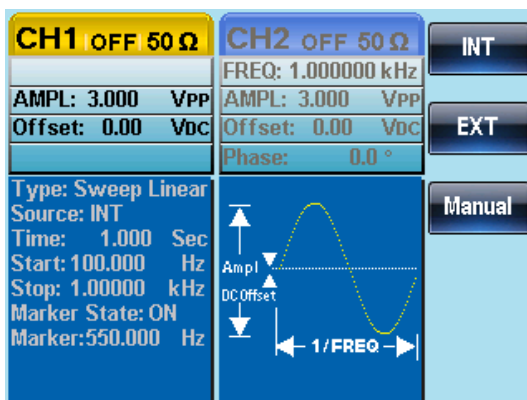 CH1 OFF 50 Ω
AMPL: 3.000 VPP
Offset: 0.00 VDC
Type: Sweep Linear
Source: INT
Time: 1.000 Sec
Start: 100.000 Hz
Stop: 1.00000 kHz
Marker State: ON
Marker:550.000 Hz
CH2 OFF 50 Ω
FREQ: 1.000000 kHz
AMPL: 3.000 VPP
Offset: 0.00 VDC
Phase: 0.0 °
Ampl
DC Offset
1/FREQ
INT
EXT
Manual